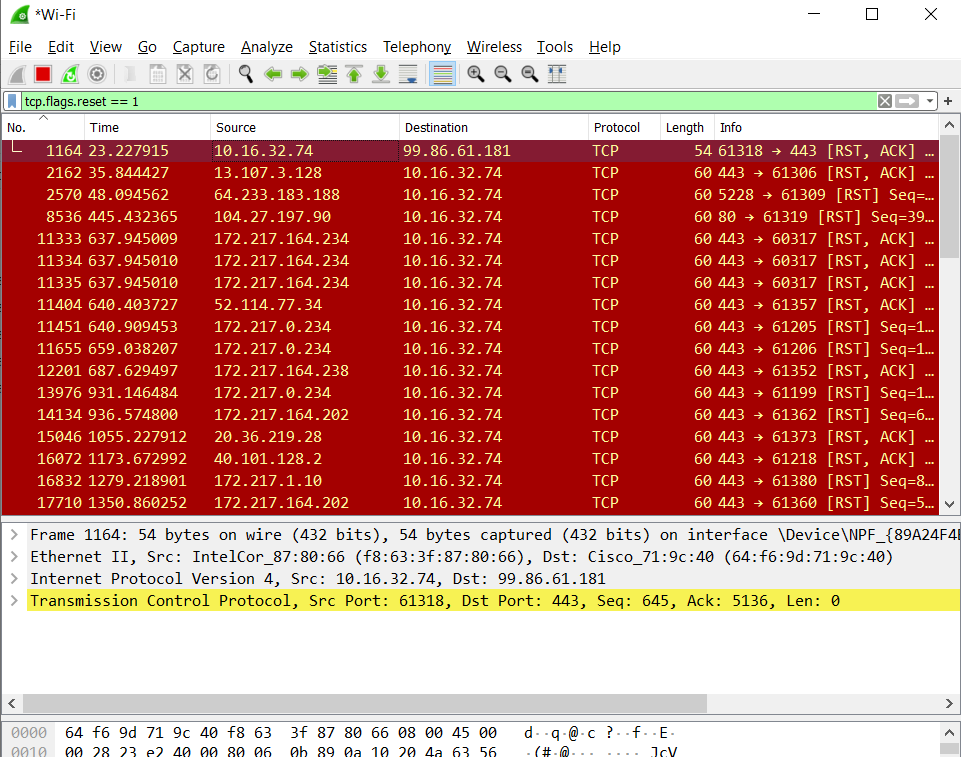 *Wi-Fi
File Edit View Go Capture Analyze Statistics Telephony Wireless Tools Help
tcp.flags.reset == 1
No. Time Source Destination Protocol Length Info
1164 23.227915 10.16.32.74 99.86.61.181 TCP 54 61318 → 443 [RST, ACK] …
2162 35.844427 13.107.3.128 10.16.32.74 TCP 60 443 → 61306 [RST, ACK] …
2570 48.094562 64.233.183.188 10.16.32.74 TCP 60 5228 → 61309 [RST] Seq=…
8536 445.432365 104.27.197.90 10.16.32.74 TCP 60 80 → 61319 [RST] Seq=39…
11333 637.945009 172.217.164.234 10.16.32.74 TCP 60 443 → 60317 [RST, ACK] …
11334 637.945010 172.217.164.234 10.16.32.74 TCP 60 443 → 60317 [RST, ACK] …
11335 637.945010 172.217.164.234 10.16.32.74 TCP 60 443 → 60317 [RST, ACK] …
11404 640.403727 52.114.77.34 10.16.32.74 TCP 60 443 → 61357 [RST, ACK] …
11451 640.909453 172.217.0.234 10.16.32.74 TCP 60 443 → 61205 [RST] Seq=1…
11655 659.038207 172.217.0.234 10.16.32.74 TCP 60 443 → 61206 [RST] Seq=1…
12201 687.629497 172.217.164.238 10.16.32.74 TCP 60 443 → 61352 [RST, ACK] …
13976 931.146484 172.217.0.234 10.16.32.74 TCP 60 443 → 61199 [RST] Seq=1…
14134 936.574800 172.217.164.202 10.16.32.74 TCP 60 443 → 61362 [RST] Seq=6…
15046 1055.227912 20.36.219.28 10.16.32.74 TCP 60 443 → 61373 [RST, ACK] …
16072 1173.672992 40.101.128.2 10.16.32.74 TCP 60 443 → 61218 [RST, ACK] …
16832 1279.218901 172.217.1.10 10.16.32.74 TCP 60 443 → 61380 [RST] Seq=8…
17710 1350.860252 172.217.164.202 10.16.32.74 TCP 60 443 → 61360 [RST] Seq=5…
Frame 1164: 54 bytes on wire (432 bits), 54 bytes captured (432 bits) on interface \Device\NPF_{89A24F4
Ethernet II, Src: IntelCor_87:80:66 (f8:63:3f:87:80:66), Dst: Cisco_71:9c:40 (64:f6:9d:71:9c:40)
Internet Protocol Version 4, Src: 10.16.32.74, Dst: 99.86.61.181
Transmission Control Protocol, Src Port: 61318, Dst Port: 443, Seq: 645, Ack: 5136, Len: 0
0000 64 f6 9d 71 9c 40 f8 63 3f 87 80 66 08 00 45 00 d··q·@·c ?··f··E·
0010 00 28 23 e2 40 00 80 06 0b 89 0a 10 20 4a 63 56 ·(#·@··· ···· JcV